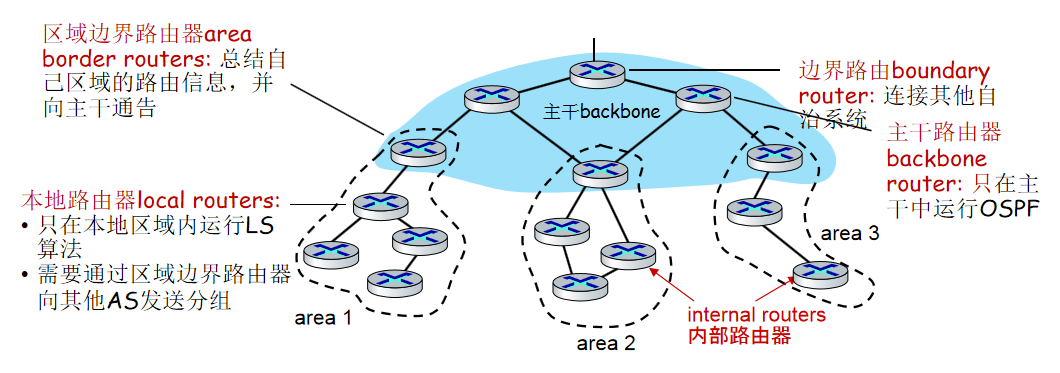 区域边界路由器area
border routers: 总结自
己区域的路由信息，并
向主干通告
边界路由boundary
router: 连接其他自
治系统
主干backbone
主干路由器
backbone
router: 只在主
干中运行OSPF
本地路由器local routers:
• 只在本地区域内运行LS
算法
• 需要通过区域边界路由器
向其他AS发送分组
area 3
internal routers
内部路由器
area 1
area 2